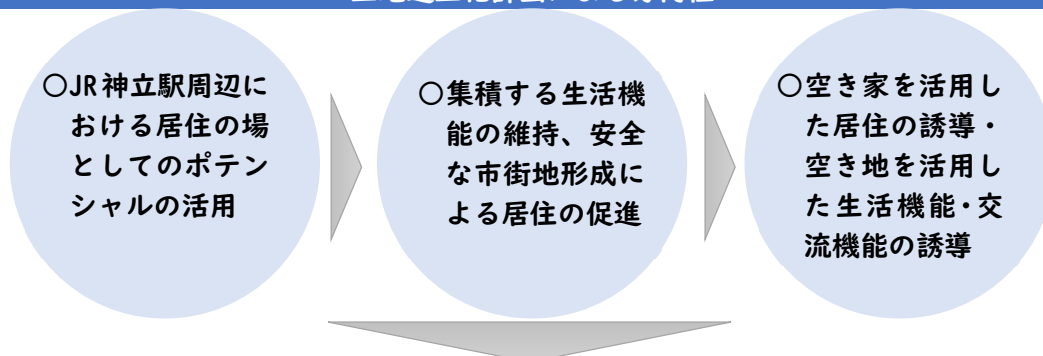 〇JR神立駅周辺に
おける居住の場
としてのポテン
シャルの活用
〇集積する生活機
能の維持、安全
な市街地形成に
よる居住の促進
〇空き家を活用し
た居住の誘導・
空き地を活用し
た生活機能・交
流機能の誘導